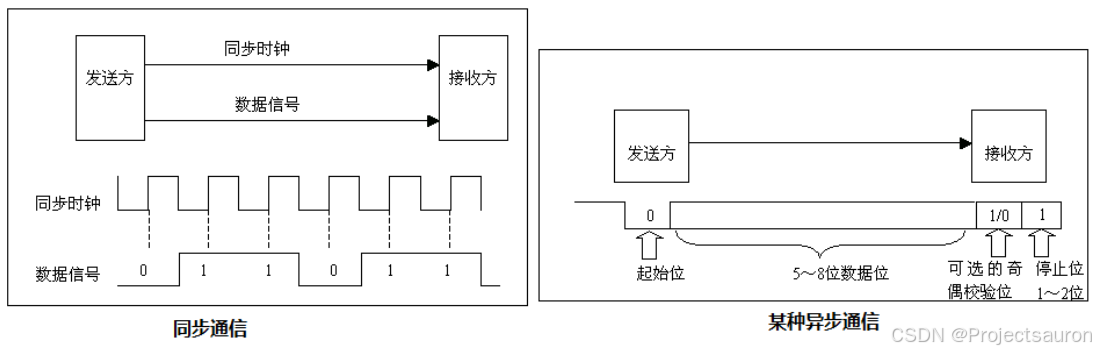 同步时钟
发送方
接收方
数据信号
同步时钟
数据信号
0 1 1 0 1 1
同步通信
发送方
接收方
0
1/0
1
起始位
5～8位数据位
可选的奇
偶校验位
停止位
1～2位
某种异步通信
CSDN @Projectsauron